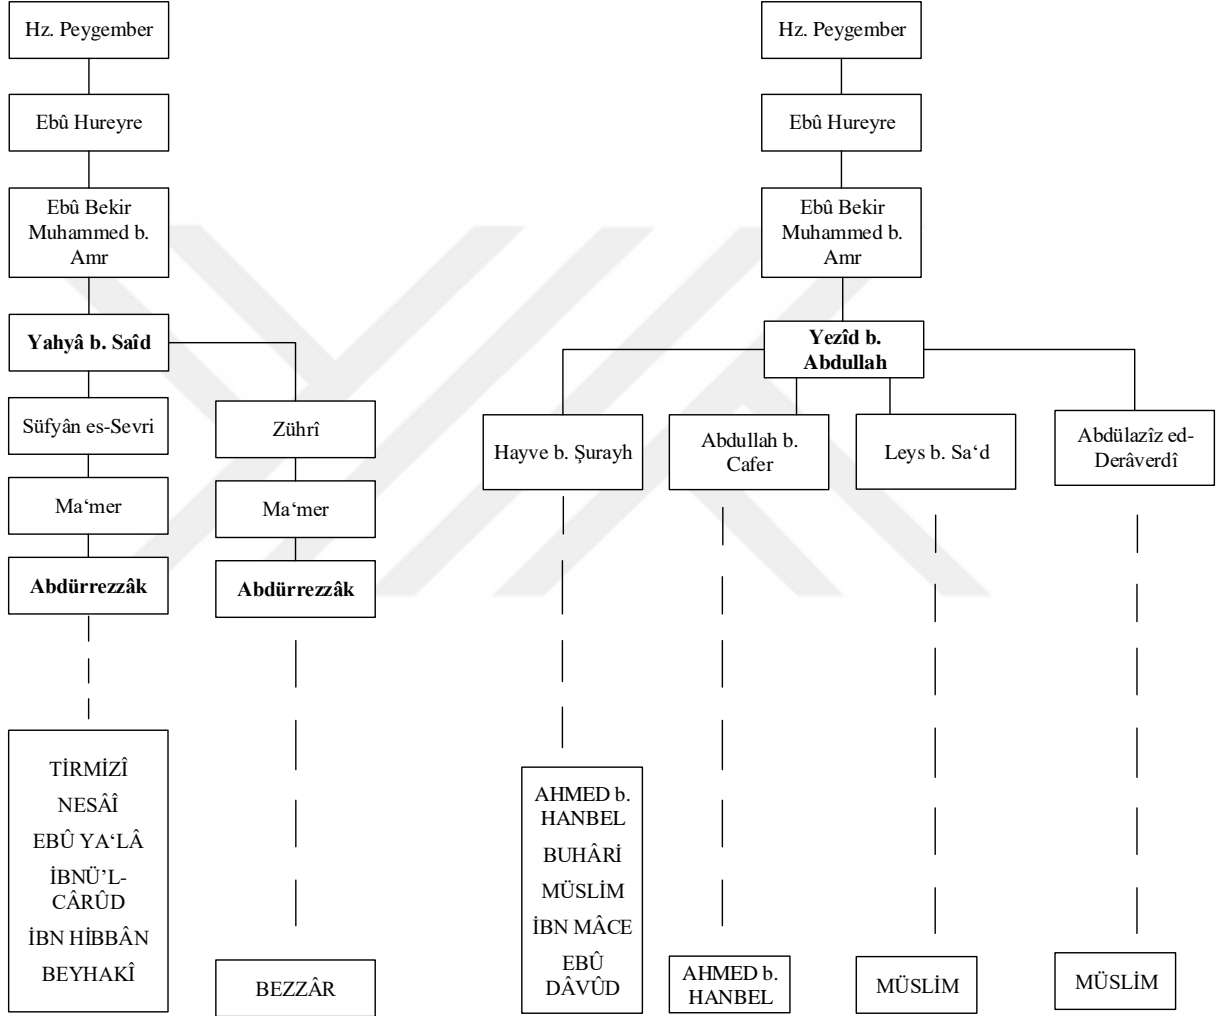 Hz. Peygember
Ebû Hureyre
Ebû Bekir
Muhammed b.
Amr
Yahyâ b. Saîd
Süfyân es-Sevri
Ma‘mer
Abdürrezzâk
TİRMİZÎ
NESÂÎ
EBÛ YA‘LÂ
İBNÜ’L-
CÂRÛD
İBN HİBBÂN
BEYHAKÎ
Zührî
Ma‘mer
Abdürrezzâk
BEZZÂR
Hz. Peygember
Ebû Hureyre
Ebû Bekir
Muhammed b.
Amr
Yezîd b.
Abdullah
Hayve b. Şurayh
AHMED b.
HANBEL
BUHÂRİ
MÜSLİM
İBN MÂCE
EBÛ
DÂVÛD
Abdullah b.
Cafer
AHMED b.
HANBEL
Leys b. Sa‘d
MÜSLİM
Abdülazîz ed-
Derâverdî
MÜSLİM